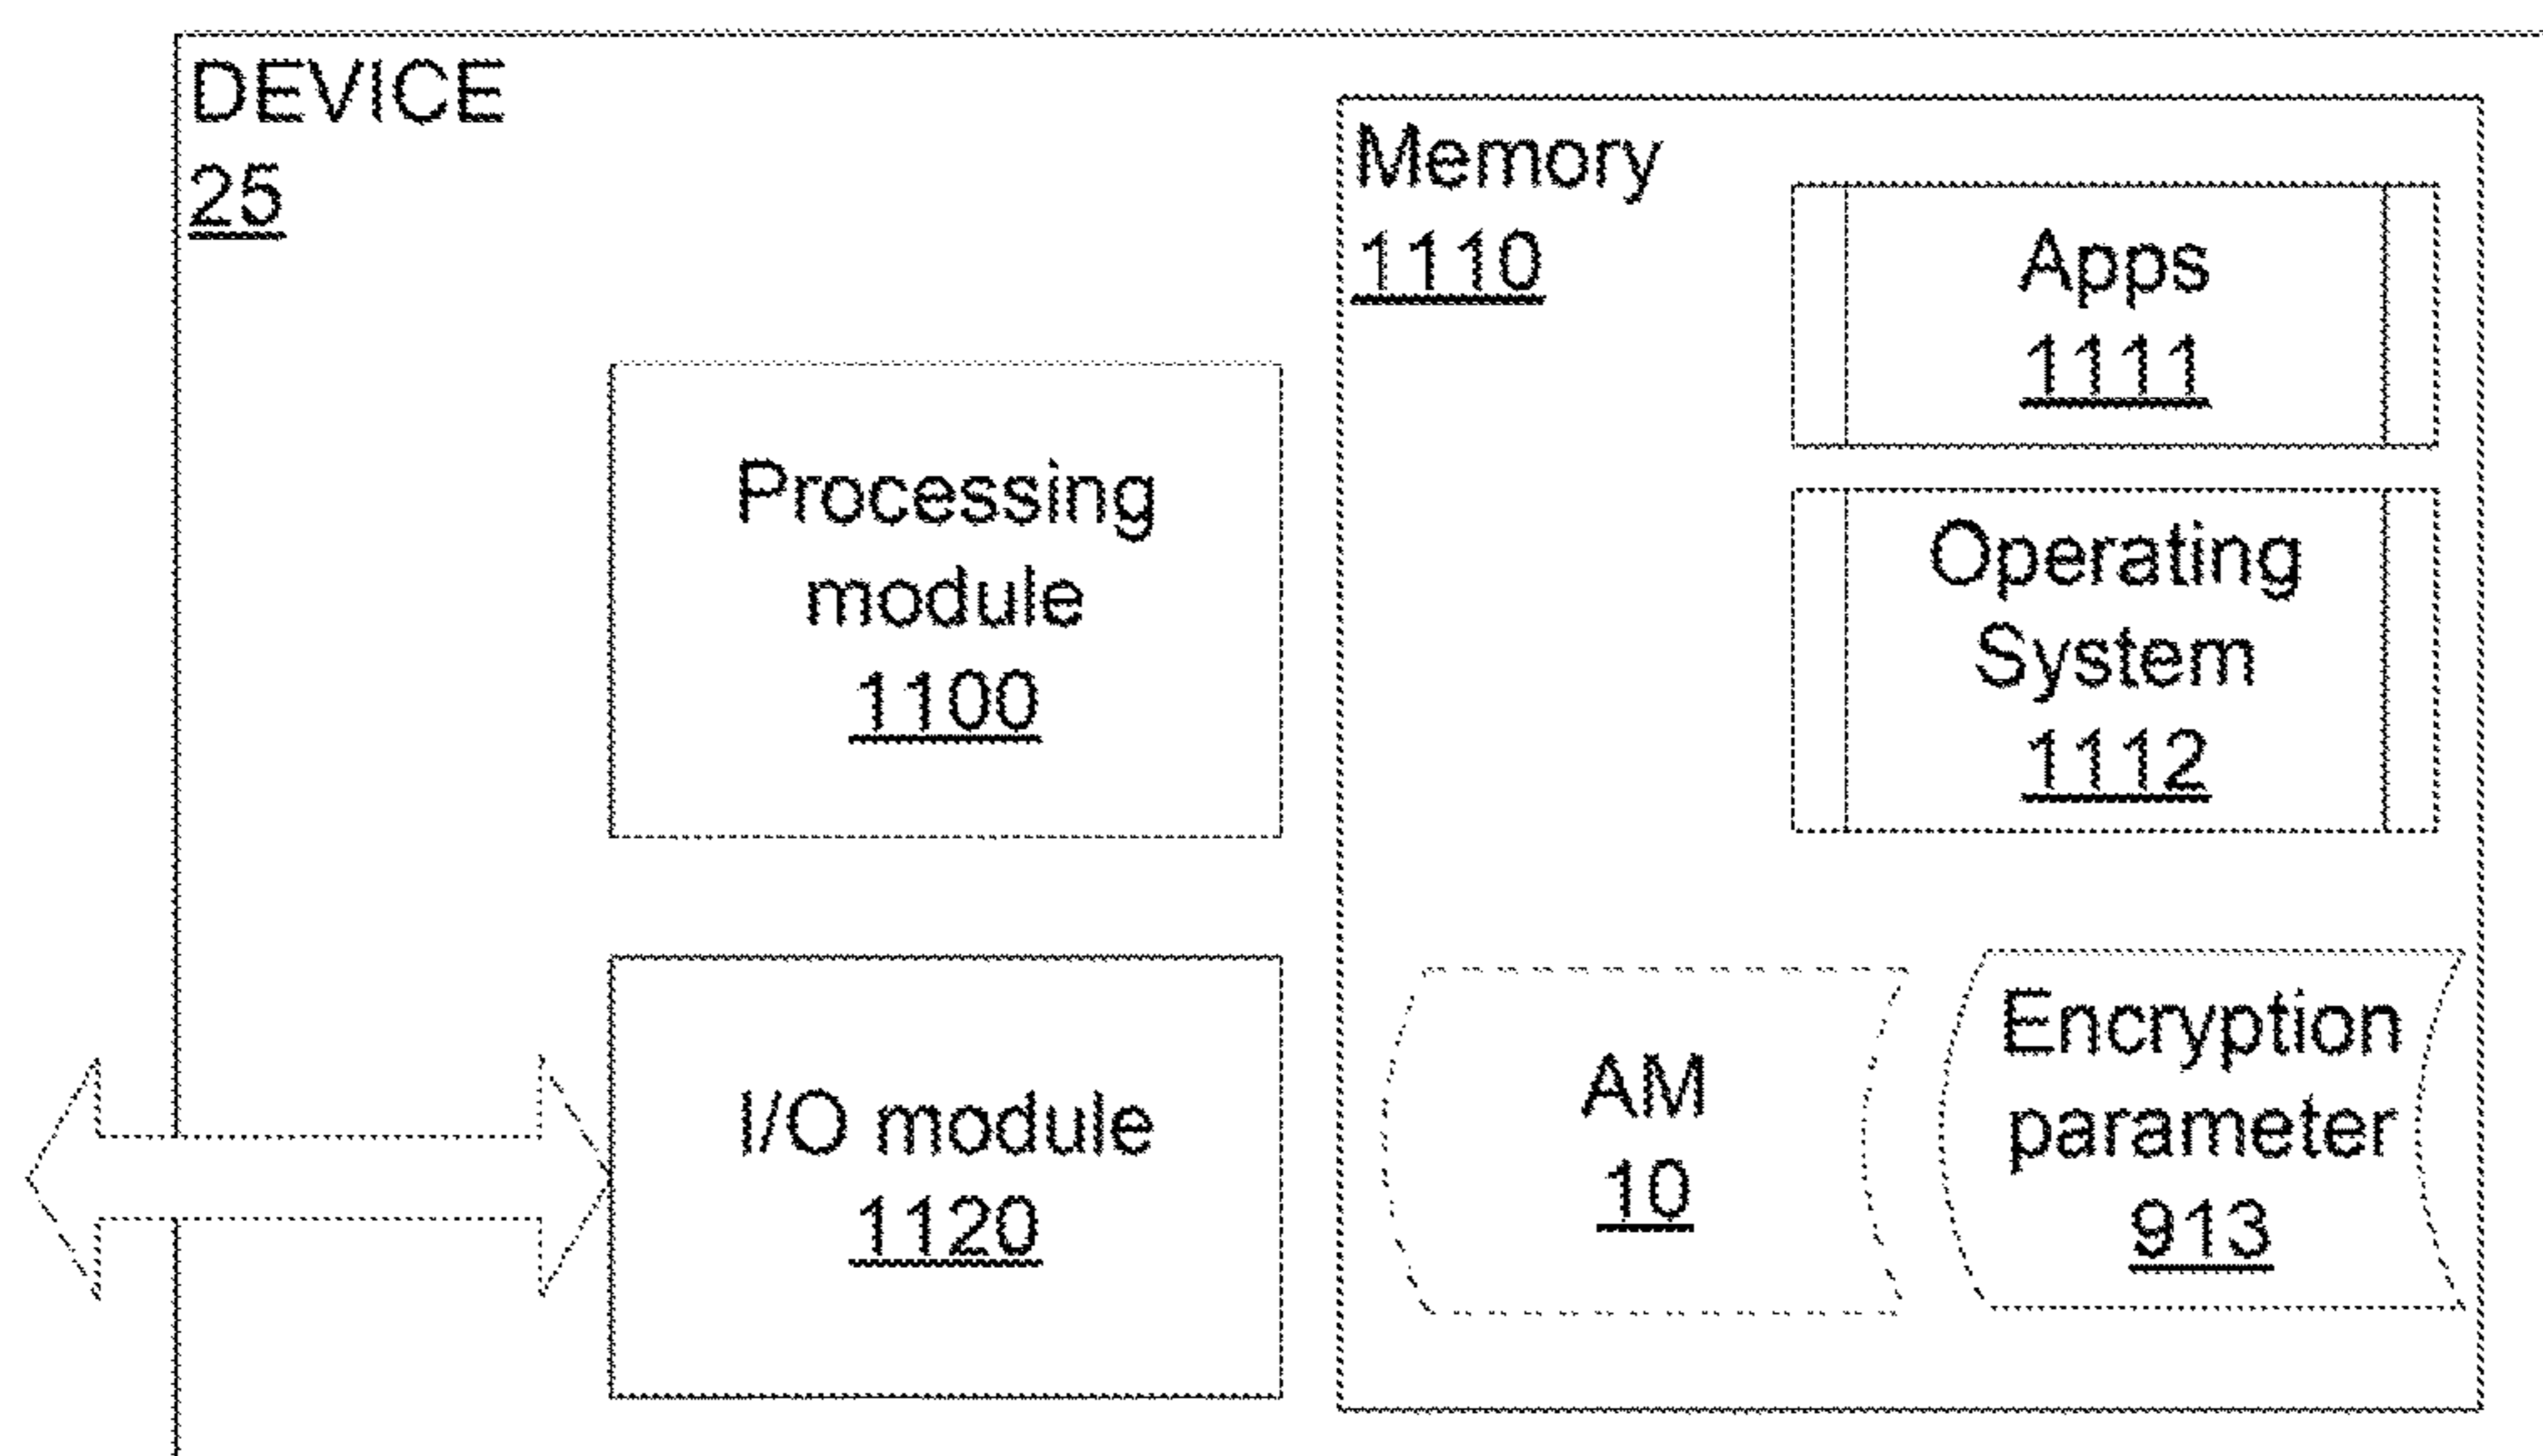 DEVICE
25
Memory
1110
Apps
1111
Operating
System
1112
Processing
module
1100
I/O module
1120
AM
10
Encryption
parameter
913